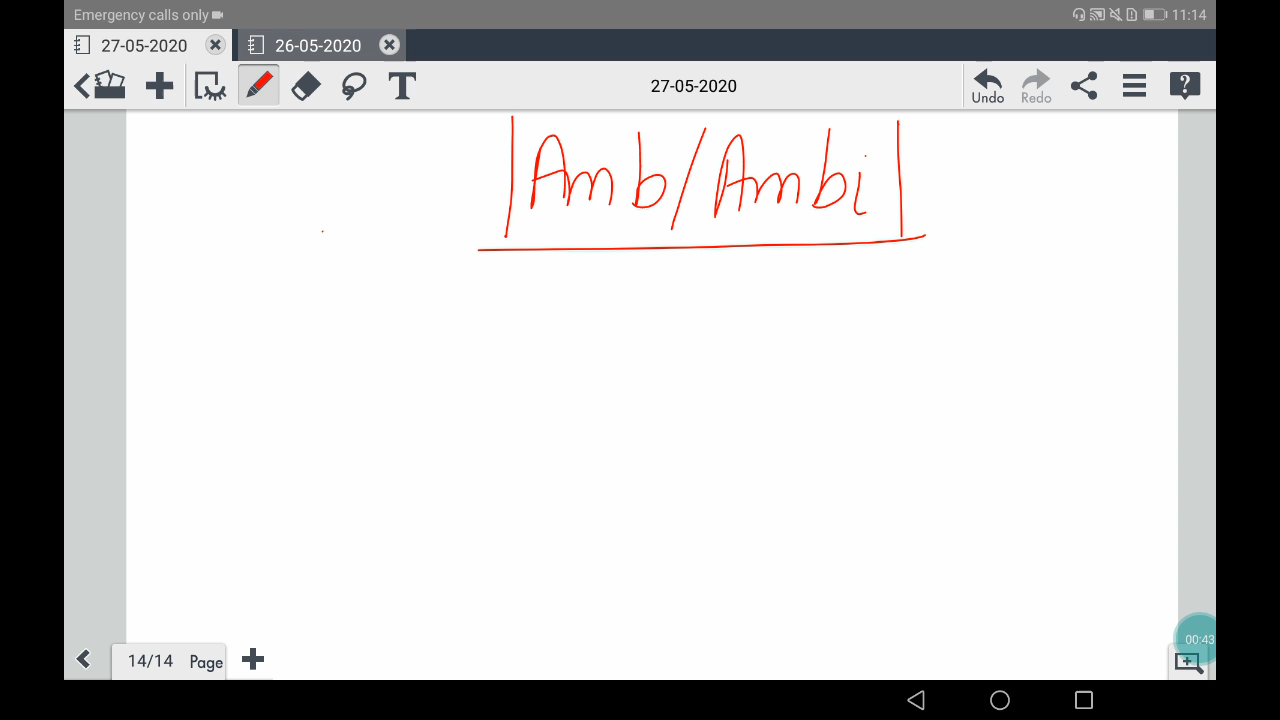 Emergency calls only 11:14
27-05-2020 26-05-2020
T 27-05-2020 Undo Redo ?
|Amb/Ambi|
00:43
14/14 Page